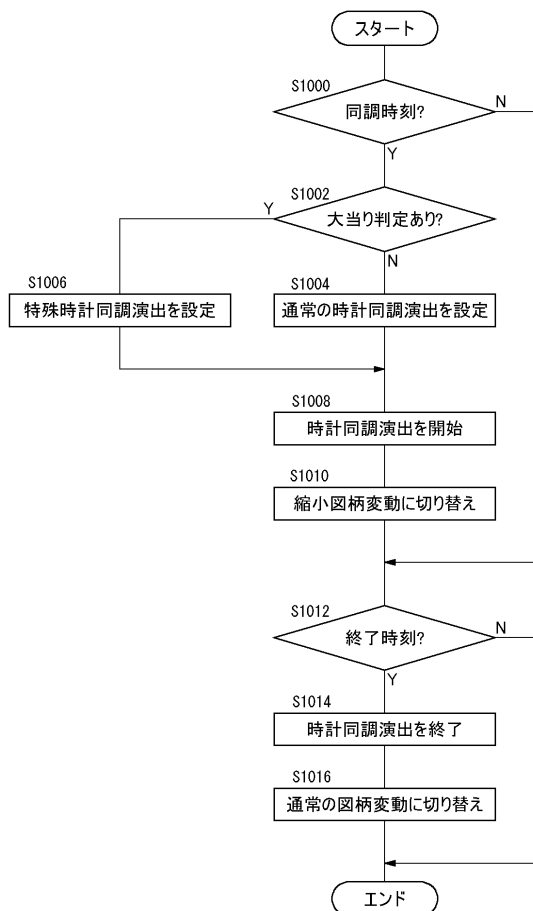 スタート
S1000
同調時刻?
N
Y
S1002
Y
大当り判定あり?
N
S1006
S1004
特殊時計同調演出を設定
通常の時計同調演出を設定
S1008
時計同調演出を開始
S1010
縮小図柄変動に切り替え
S1012
終了時刻?
N
Y
S1014
時計同調演出を終了
S1016
通常の図柄変動に切り替え
エンド